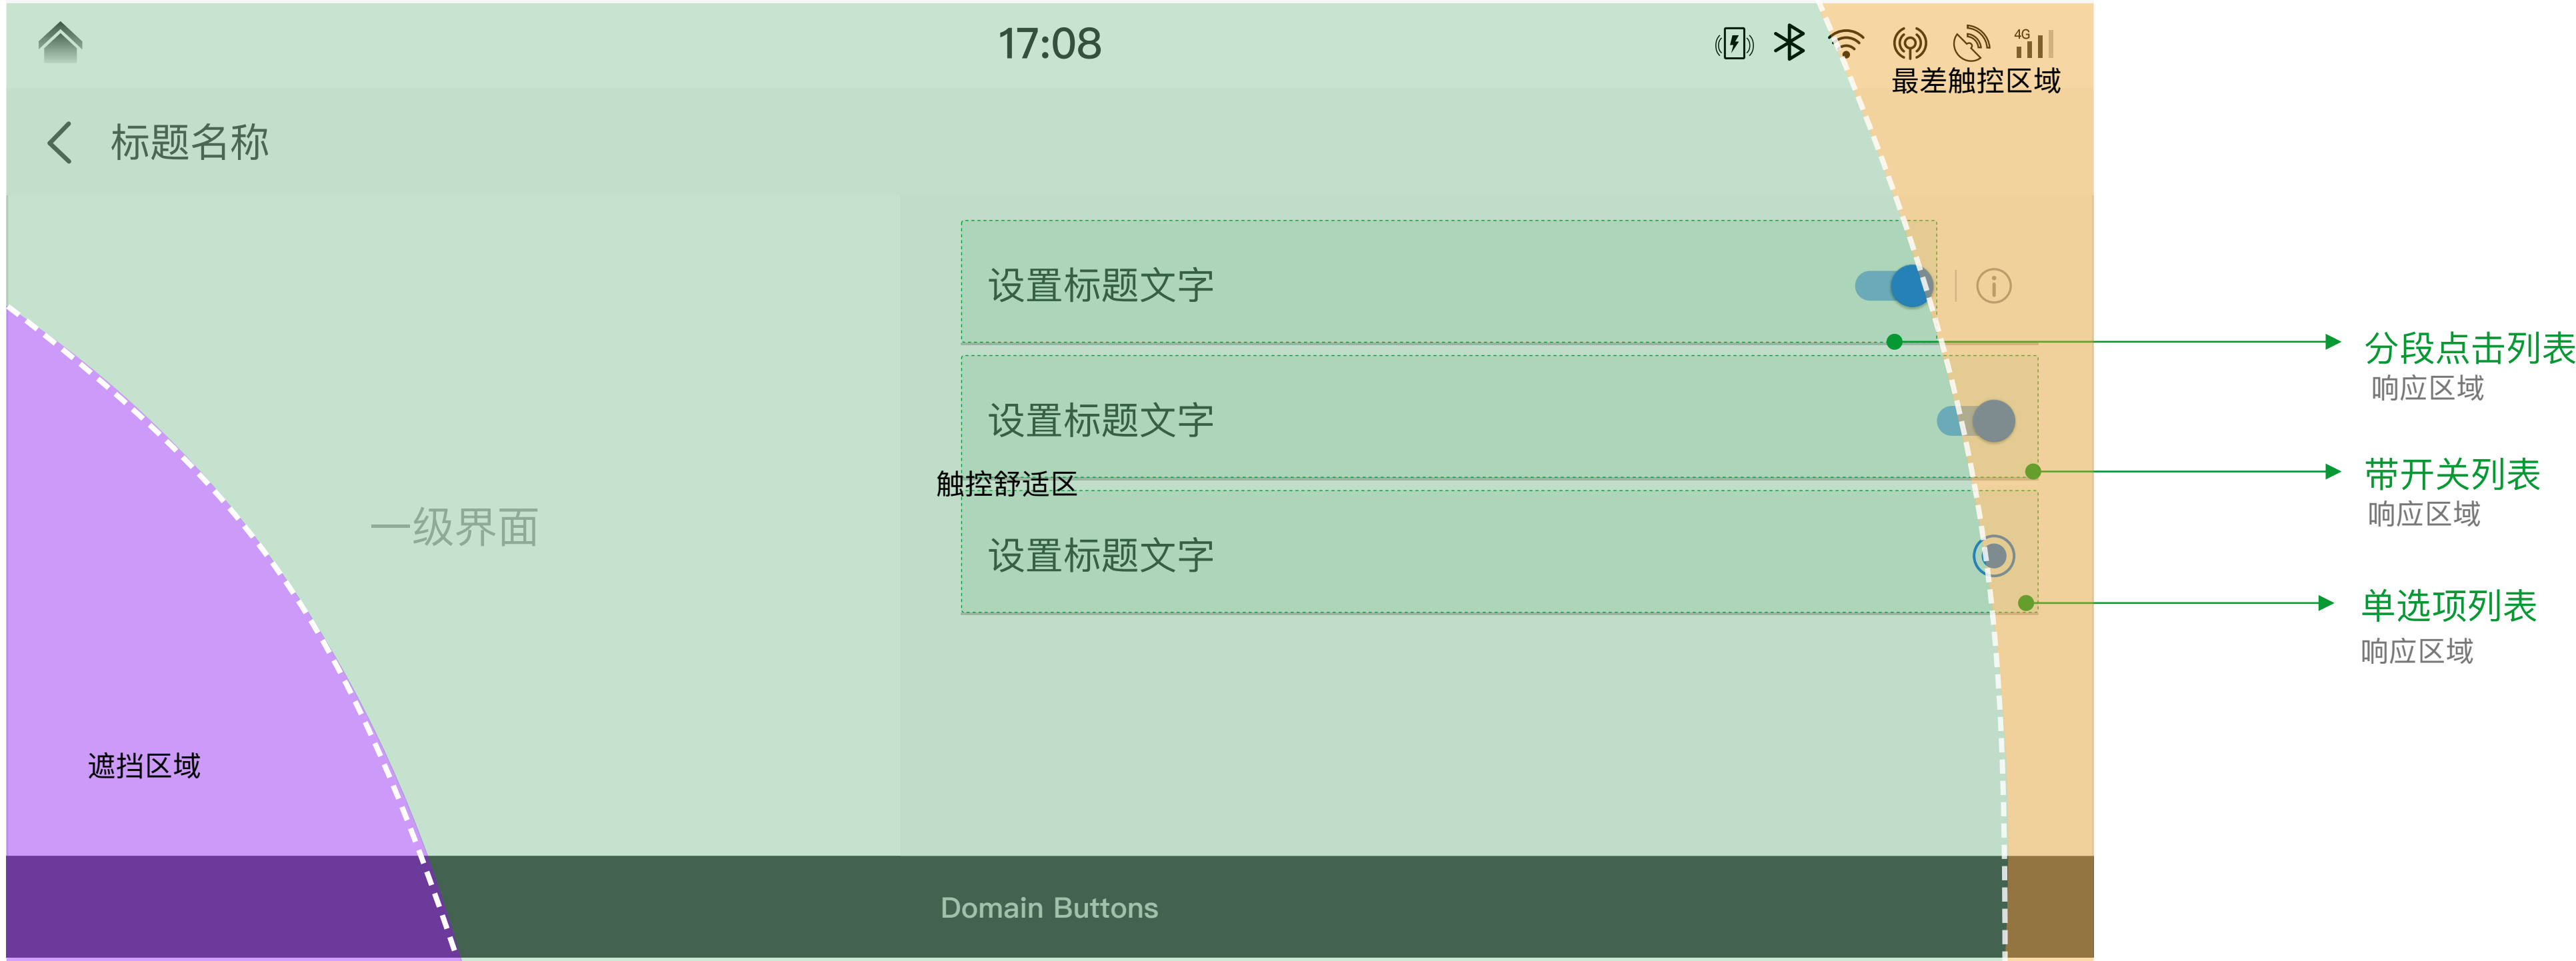 17:08
4G
最差触控区域
标题名称
设置标题文字
分段点击列表
响应区域
设置标题文字
带开关列表
响应区域
触控舒适区
一级界面
设置标题文字
单选项列表
响应区域
遮挡区域
Domain Buttons